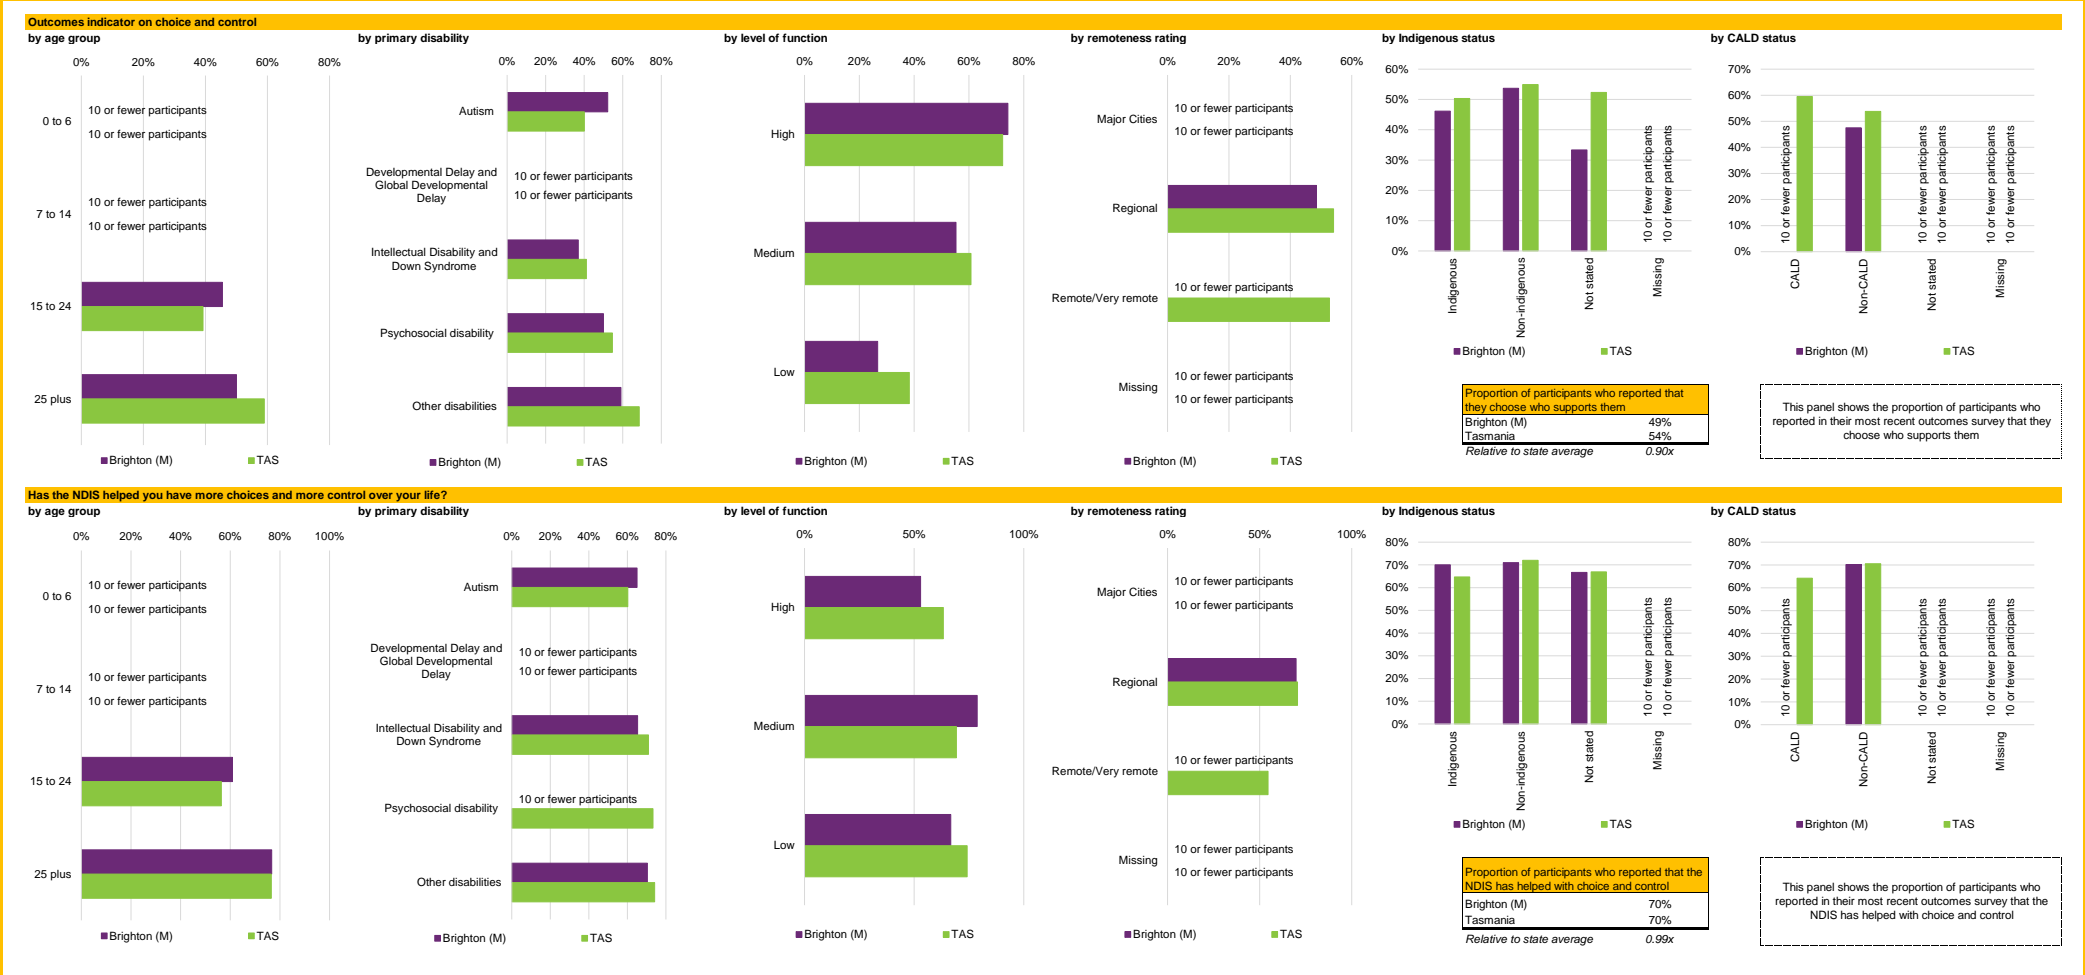 Outcomes indicator on choice and control
by age group
0% 20% 40% 60% 80%
0 to 6
10 or fewer participants
10 or fewer participants
7 to 14
10 or fewer participants
10 or fewer participants
15 to 24
25 plus
Brighton (M) TAS
by primary disability
0% 20% 40% 60% 80%
Autism
Developmental Delay and
Global Developmental
Delay
10 or fewer participants
10 or fewer participants
Intellectual Disability and
Down Syndrome
Psychosocial disability
Other disabilities
Brighton (M) TAS
by level of function
0% 20% 40% 60% 80%
High
Medium
Low
Brighton (M) TAS
by remoteness rating
0% 20% 40% 60%
Major Cities
10 or fewer participants
10 or fewer participants
Regional
Remote/Very remote
10 or fewer participants
Missing
10 or fewer participants
10 or fewer participants
Brighton (M) TAS
by Indigenous status
60%
50%
40%
30%
20%
10%
0%
10 or fewer participants
10 or fewer participants
Indigenous
Non-indigenous
Not stated
Missing
Brighton (M) TAS
by CALD status
70%
60%
50%
40%
30%
20%
10%
0%
10 or fewer participants
10 or fewer participants
10 or fewer participants
10 or fewer participants
10 or fewer participants
CALD
Non-CALD
Not stated
Missing
Brighton (M) TAS
Proportion of participants who reported that
they choose who supports them
Brighton (M) 49%
Tasmania 54%
Relative to state average 0.90x
This panel shows the proportion of participants who
reported in their most recent outcomes survey that they
choose who supports them
Has the NDIS helped you have more choices and more control over your life?
by age group
0% 20% 40% 60% 80% 100%
0 to 6
10 or fewer participants
10 or fewer participants
7 to 14
10 or fewer participants
10 or fewer participants
15 to 24
25 plus
Brighton (M) TAS
by primary disability
0% 20% 40% 60% 80%
Autism
Developmental Delay and
Global Developmental
Delay
10 or fewer participants
10 or fewer participants
Intellectual Disability and
Down Syndrome
Psychosocial disability
10 or fewer participants
Other disabilities
Brighton (M) TAS
by level of function
0% 50% 100%
High
Medium
Low
Brighton (M) TAS
by remoteness rating
0% 50% 100%
Major Cities
10 or fewer participants
10 or fewer participants
Regional
Remote/Very remote
10 or fewer participants
Missing
10 or fewer participants
10 or fewer participants
Brighton (M) TAS
by Indigenous status
80%
70%
60%
50%
40%
30%
20%
10%
0%
10 or fewer participants
10 or fewer participants
Indigenous
Non-indigenous
Not stated
Missing
Brighton (M) TAS
by CALD status
80%
70%
60%
50%
40%
30%
20%
10%
0%
10 or fewer participants
10 or fewer participants
10 or fewer participants
10 or fewer participants
10 or fewer participants
CALD
Non-CALD
Not stated
Missing
Brighton (M) TAS
Proportion of participants who reported that the
NDIS has helped with choice and control
Brighton (M) 70%
Tasmania 70%
Relative to state average 0.99x
This panel shows the proportion of participants who
reported in their most recent outcomes survey that the
NDIS has helped with choice and control